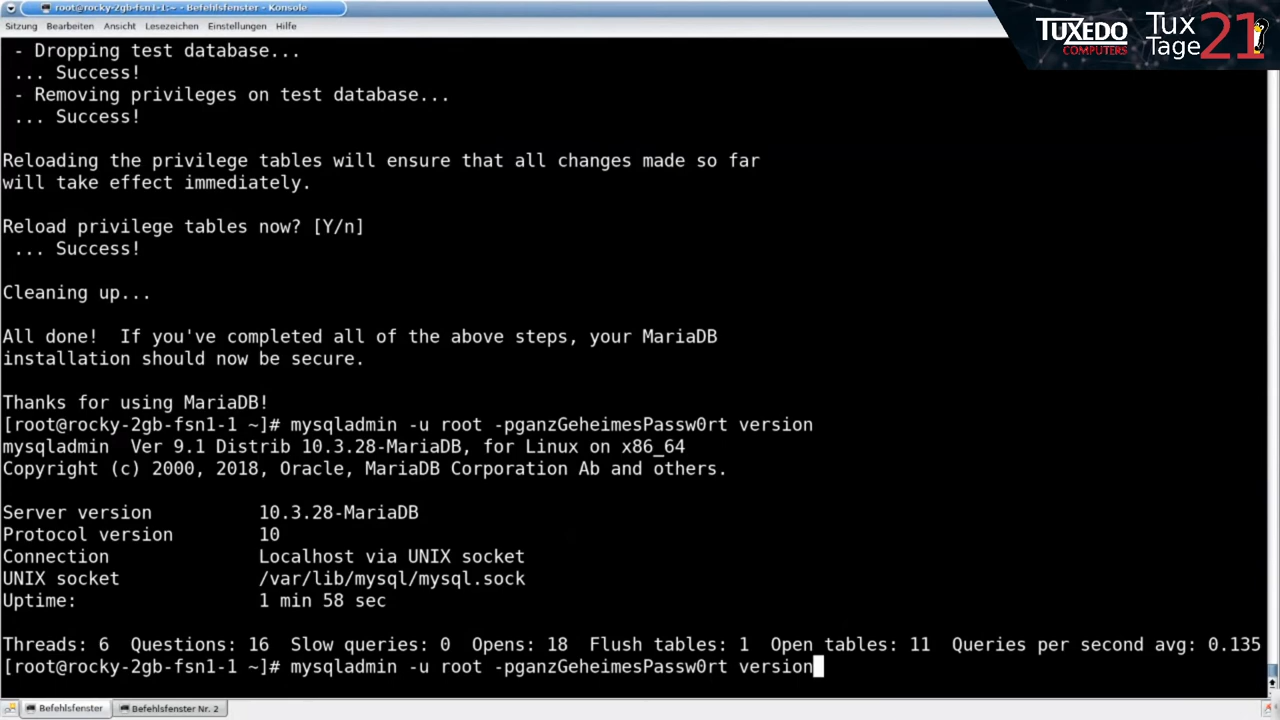 root@rocky-2gb-fsn1-1:~ - Befehlsfenster - Konsole
Sitzung Bearbeiten Ansicht Lesezeichen Einstellungen Hilfe
TUXEDO
COMPUTERS
Tux
Tage
21
- Dropping test database...
... Success!
- Removing privileges on test database...
... Success!
Reloading the privilege tables will ensure that all changes made so far
will take effect immediately.
Reload privilege tables now? [Y/n]
... Success!
Cleaning up...
All done!  If you've completed all of the above steps, your MariaDB
installation should now be secure.
Thanks for using MariaDB!
[root@rocky-2gb-fsn1-1 ~]# mysqladmin -u root -pganzGeheimesPassw0rt version
mysqladmin  Ver 9.1 Distrib 10.3.28-MariaDB, for Linux on x86_64
Copyright (c) 2000, 2018, Oracle, MariaDB Corporation Ab and others.
Server version          10.3.28-MariaDB
Protocol version        10
Connection              Localhost via UNIX socket
UNIX socket             /var/lib/mysql/mysql.sock
Uptime:                 1 min 58 sec
Threads: 6  Questions: 16  Slow queries: 0  Opens: 18  Flush tables: 1  Open tables: 11  Queries per second avg: 0.135
[root@rocky-2gb-fsn1-1 ~]# mysqladmin -u root -pganzGeheimesPassw0rt version
Befehlsfenster
Befehlsfenster Nr. 2